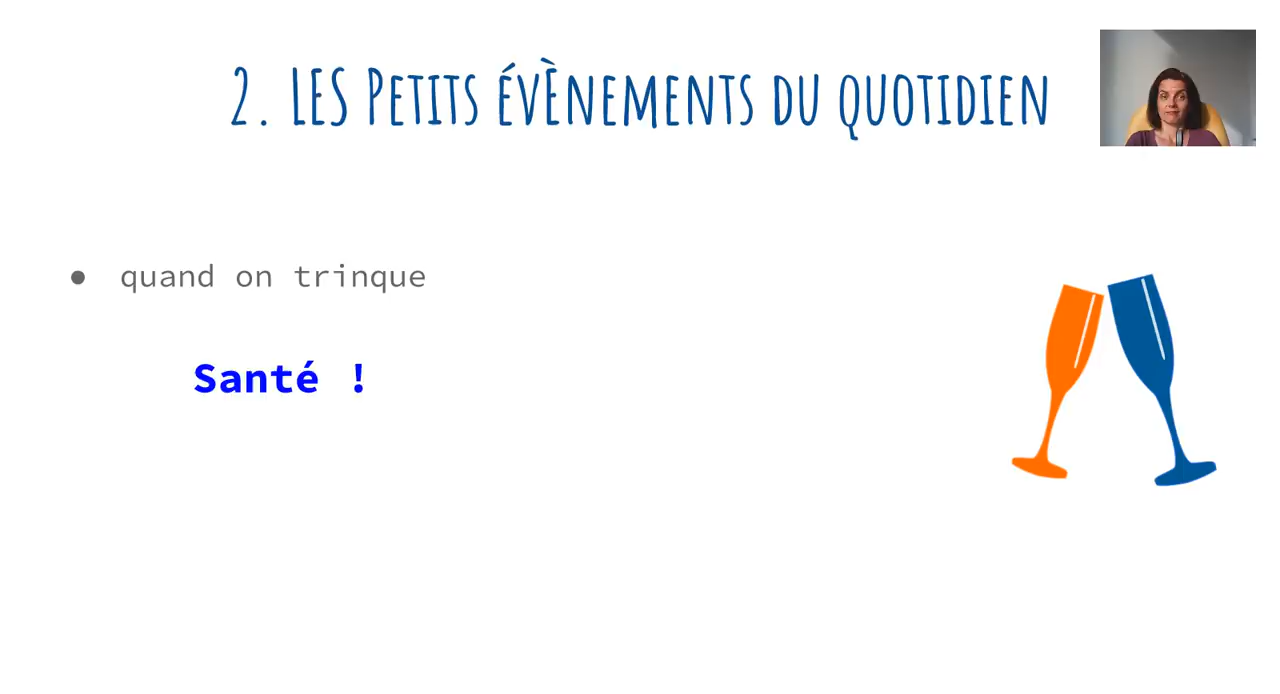 2. LES Petits évÈnements du quotidien
● quand on trinque
Santé !